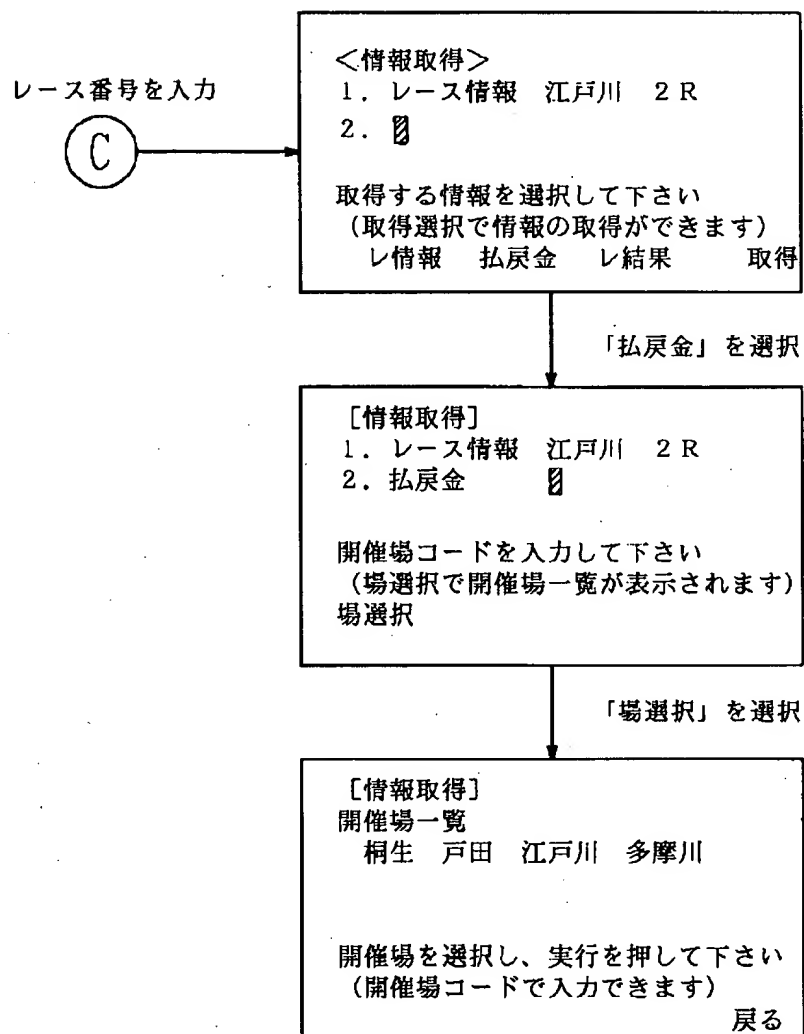 レース番号を入力
C
＜情報取得＞
1．レース情報　江戸川　2R
2．
取得する情報を選択して下さい
（取得選択で情報の取得ができます）
レ情報　払戻金　レ結果　取得
「払戻金」を選択
［情報取得］
1．レース情報　江戸川　2R
2．払戻金
開催場コードを入力して下さい
（場選択で開催場一覧が表示されます）
場選択
「場選択」を選択
［情報取得］
開催場一覧
桐生　戸田　江戸川　多摩川
開催場を選択し、実行を押して下さい
（開催場コードで入力できます）
戻る